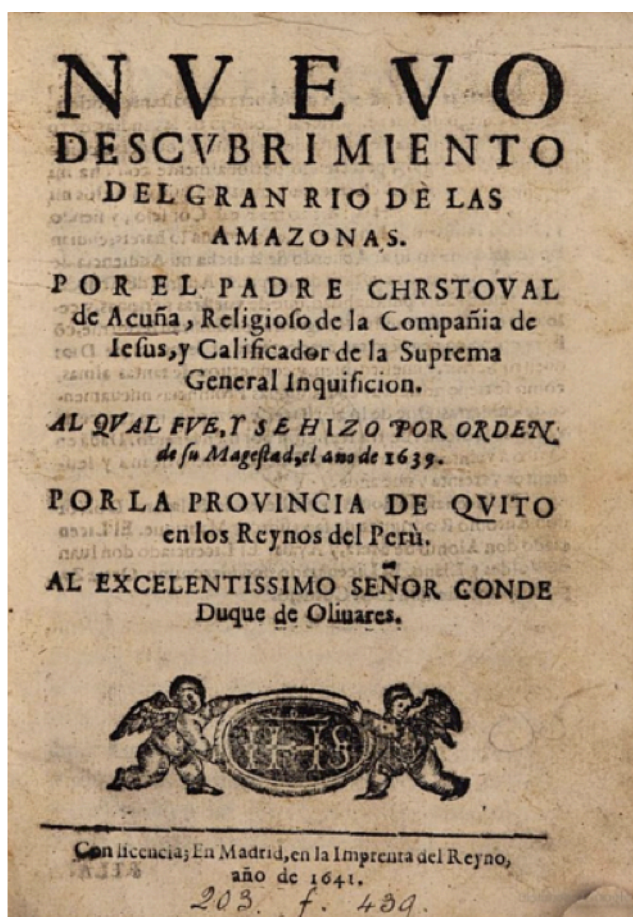 NVEVO
DESCVBRIMIENTO
DEL GRAN RIO DE LAS
AMAZONAS.
POR EL PADRE CHRSTOVAL
de Acuña, Religioſo de la Compañia de
Ieſus, y Calificador de la Suprema
General Inquiſicion.
AL QVAL FVE, Y SE HIZO POR ORDEN
de ſu Mageſtad, el año de 1639.
POR LA PROVINCIA DE QVITO
en los Reynos del Perù.
AL EXCELENTISSIMO SEÑOR CONDE
Duque de Oliuares.
IHS
Con licencia; En Madrid, en la Imprenta del Reyno,
año de 1641.
203. f. 439.